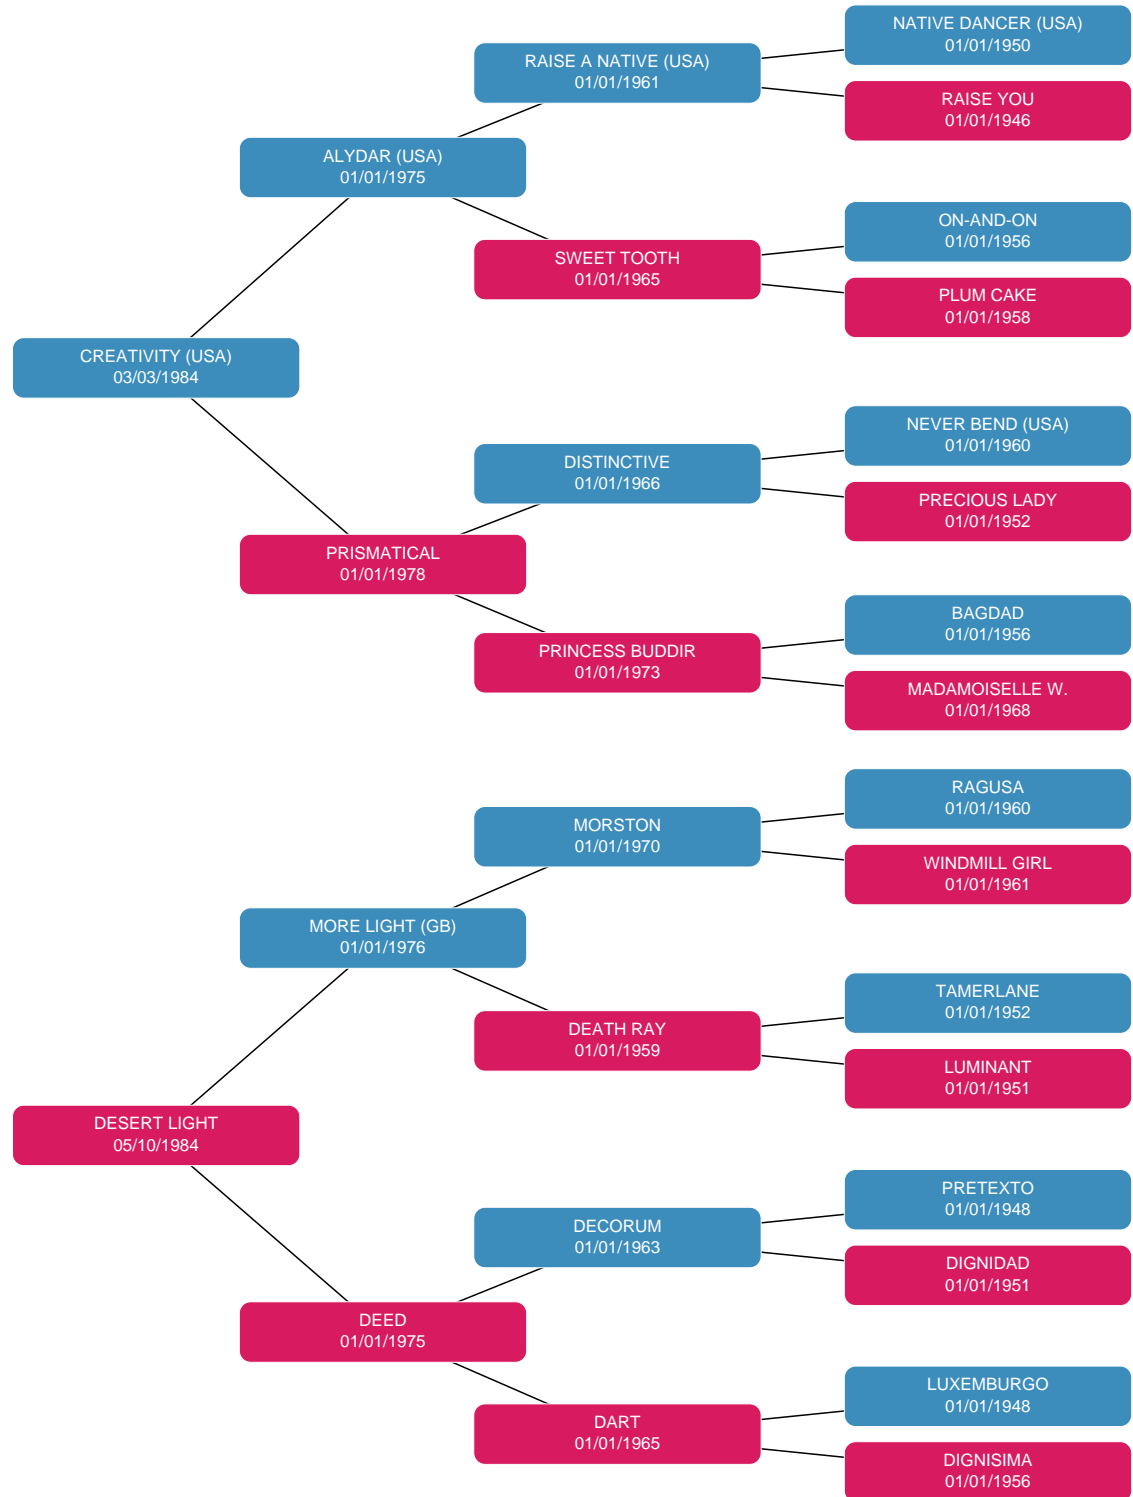 NATIVE DANCER (USA)
01/01/1950
RAISE A NATIVE (USA)
01/01/1961
RAISE YOU
01/01/1946
ALYDAR (USA)
01/01/1975
ON-AND-ON
01/01/1956
SWEET TOOTH
01/01/1965
PLUM CAKE
01/01/1958
CREATIVITY (USA)
03/03/1984
NEVER BEND (USA)
01/01/1960
DISTINCTIVE
01/01/1966
PRECIOUS LADY
01/01/1952
PRISMATICAL
01/01/1978
BAGDAD
01/01/1956
PRINCESS BUDDIR
01/01/1973
MADAMOISELLE W.
01/01/1968
RAGUSA
01/01/1960
MORSTON
01/01/1970
WINDMILL GIRL
01/01/1961
MORE LIGHT (GB)
01/01/1976
TAMERLANE
01/01/1952
DEATH RAY
01/01/1959
LUMINANT
01/01/1951
DESERT LIGHT
05/10/1984
PRETEXTO
01/01/1948
DECORUM
01/01/1963
DIGNIDAD
01/01/1951
DEED
01/01/1975
LUXEMBURGO
01/01/1948
DART
01/01/1965
DIGNISIMA
01/01/1956